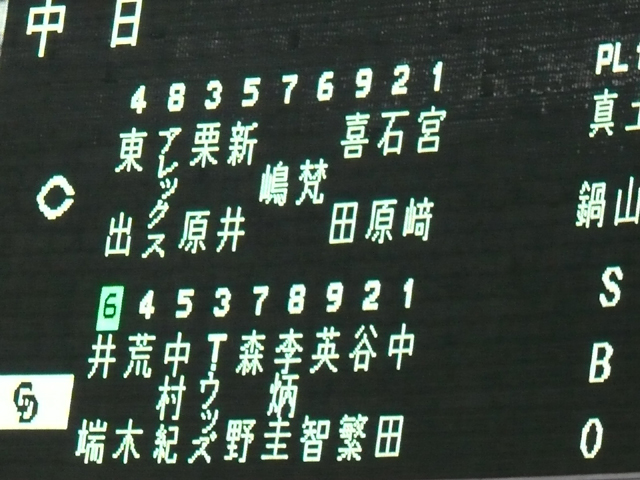 中日
4 8 3 5 7 6 9 2 1
東出 アレックス 栗原 新井 嶋 梵 喜田 石原 宮﨑
6 4 5 3 7 8 9 2 1
井端 荒木 中村紀 T.ウッズ 森野 李炳圭 英智 谷繁 中田
C
CD
真
鍋 山
S
B
O